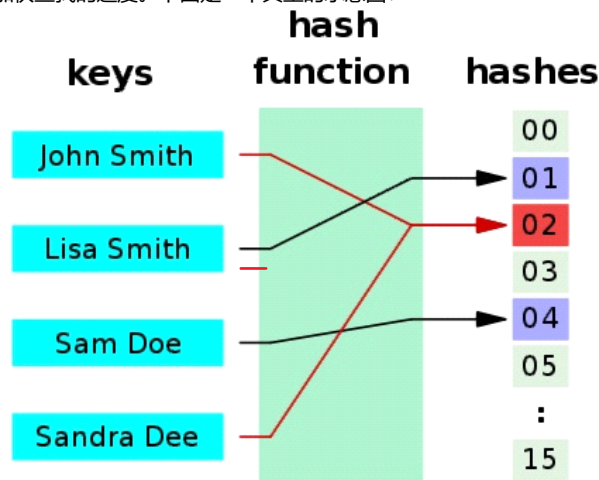 hash
keys function hashes
John Smith
Lisa Smith
Sam Doe
Sandra Dee
00
01
02
03
04
05
:
15